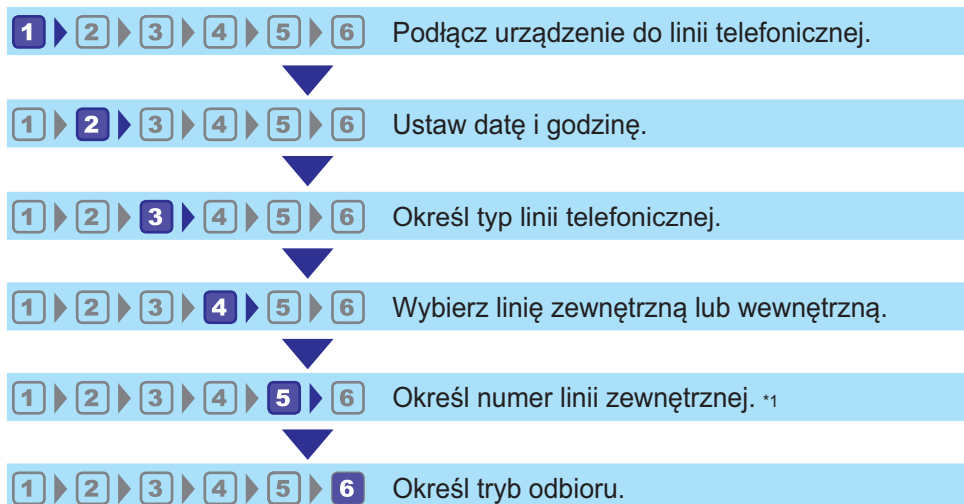 1 2 3 4 5 6 Podłącz urządzenie do linii telefonicznej.
1 2 3 4 5 6 Ustaw datę i godzinę.
1 2 3 4 5 6 Określ typ linii telefonicznej.
1 2 3 4 5 6 Wybierz linię zewnętrzną lub wewnętrzną.
1 2 3 4 5 6 Określ numer linii zewnętrznej. *1
1 2 3 4 5 6 Określ tryb odbioru.